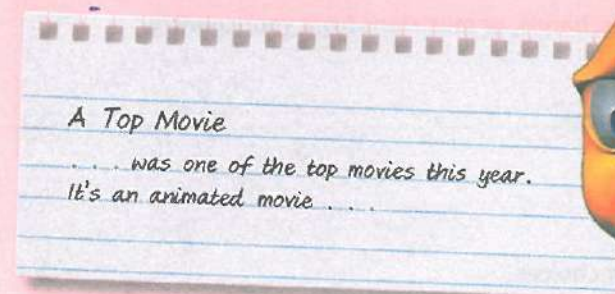 A Top Movie
. . . was one of the top movies this year.
It's an animated movie . . .